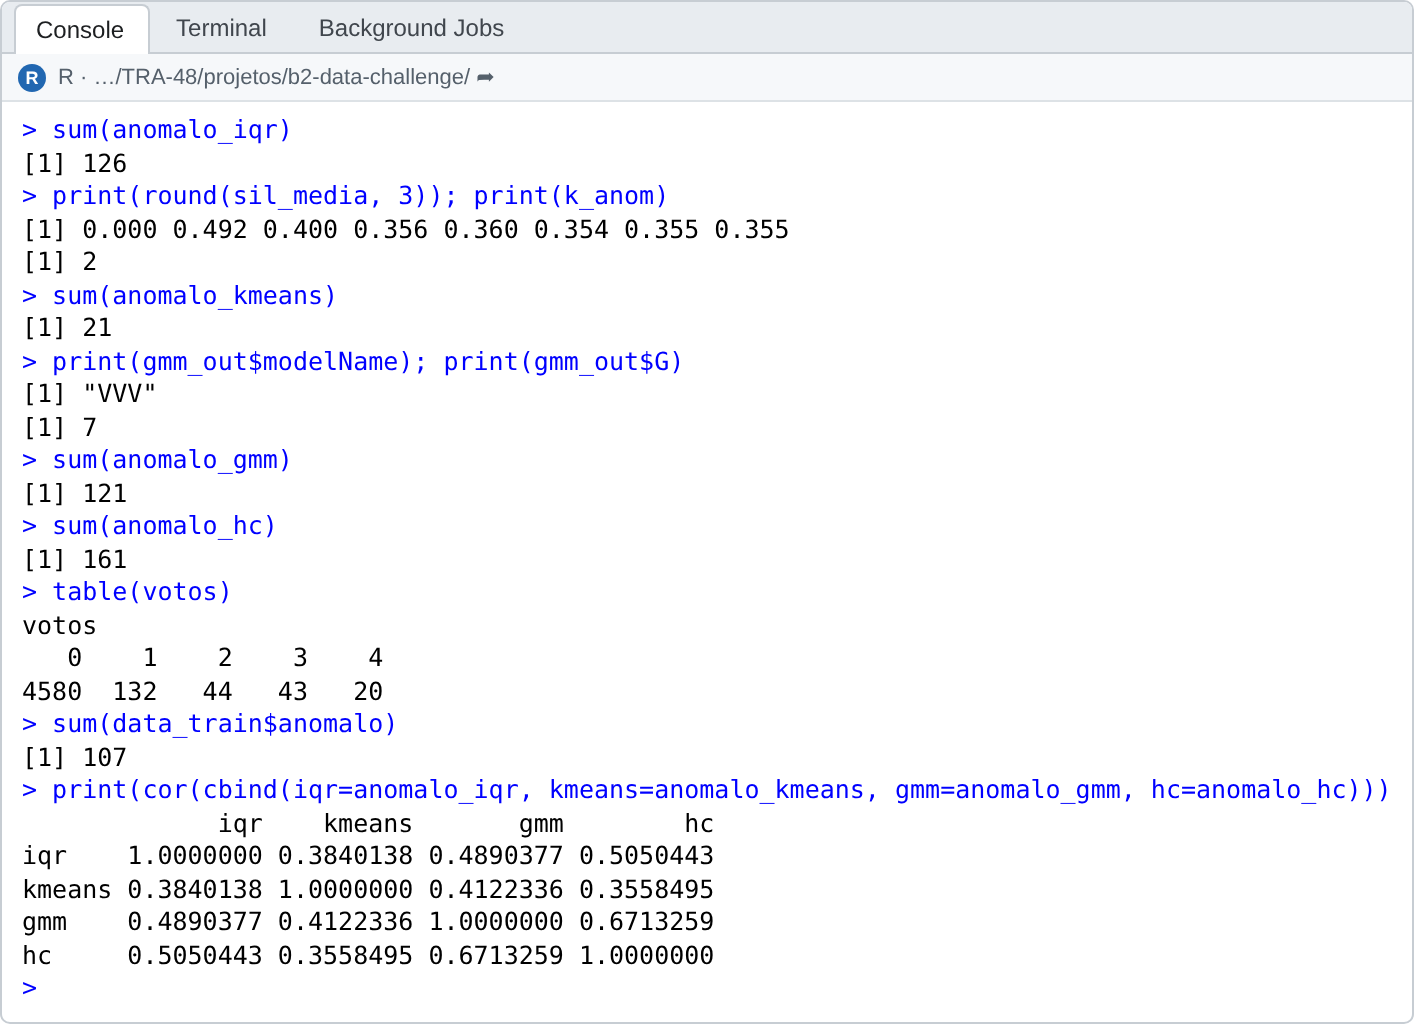 Console Terminal Background Jobs
R R · …/TRA-48/projetos/b2-data-challenge/ ➦
> sum(anomalo_iqr)
[1] 126
> print(round(sil_media, 3)); print(k_anom)
[1] 0.000 0.492 0.400 0.356 0.360 0.354 0.355 0.355
[1] 2
> sum(anomalo_kmeans)
[1] 21
> print(gmm_out$modelName); print(gmm_out$G)
[1] "VVV"
[1] 7
> sum(anomalo_gmm)
[1] 121
> sum(anomalo_hc)
[1] 161
> table(votos)
votos
   0    1    2    3    4
4580  132   44   43   20
> sum(data_train$anomalo)
[1] 107
> print(cor(cbind(iqr=anomalo_iqr, kmeans=anomalo_kmeans, gmm=anomalo_gmm, hc=anomalo_hc)))
             iqr    kmeans       gmm        hc
iqr    1.0000000 0.3840138 0.4890377 0.5050443
kmeans 0.3840138 1.0000000 0.4122336 0.3558495
gmm    0.4890377 0.4122336 1.0000000 0.6713259
hc     0.5050443 0.3558495 0.6713259 1.0000000
>